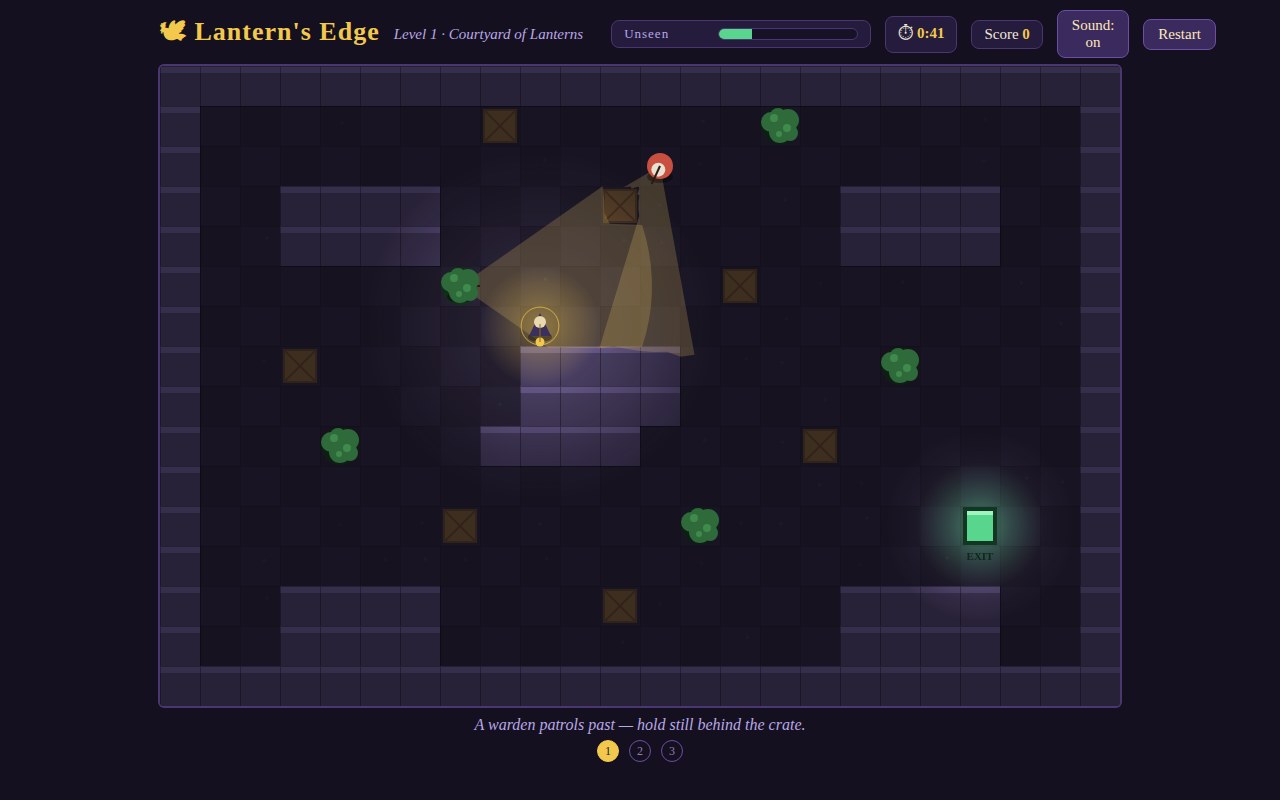 🕊 Lantern's Edge
Level 1 · Courtyard of Lanterns
Unseen
⏱ 0:41
Score 0
Sound:
on
Restart
EXIT
A warden patrols past — hold still behind the crate.
1 2 3